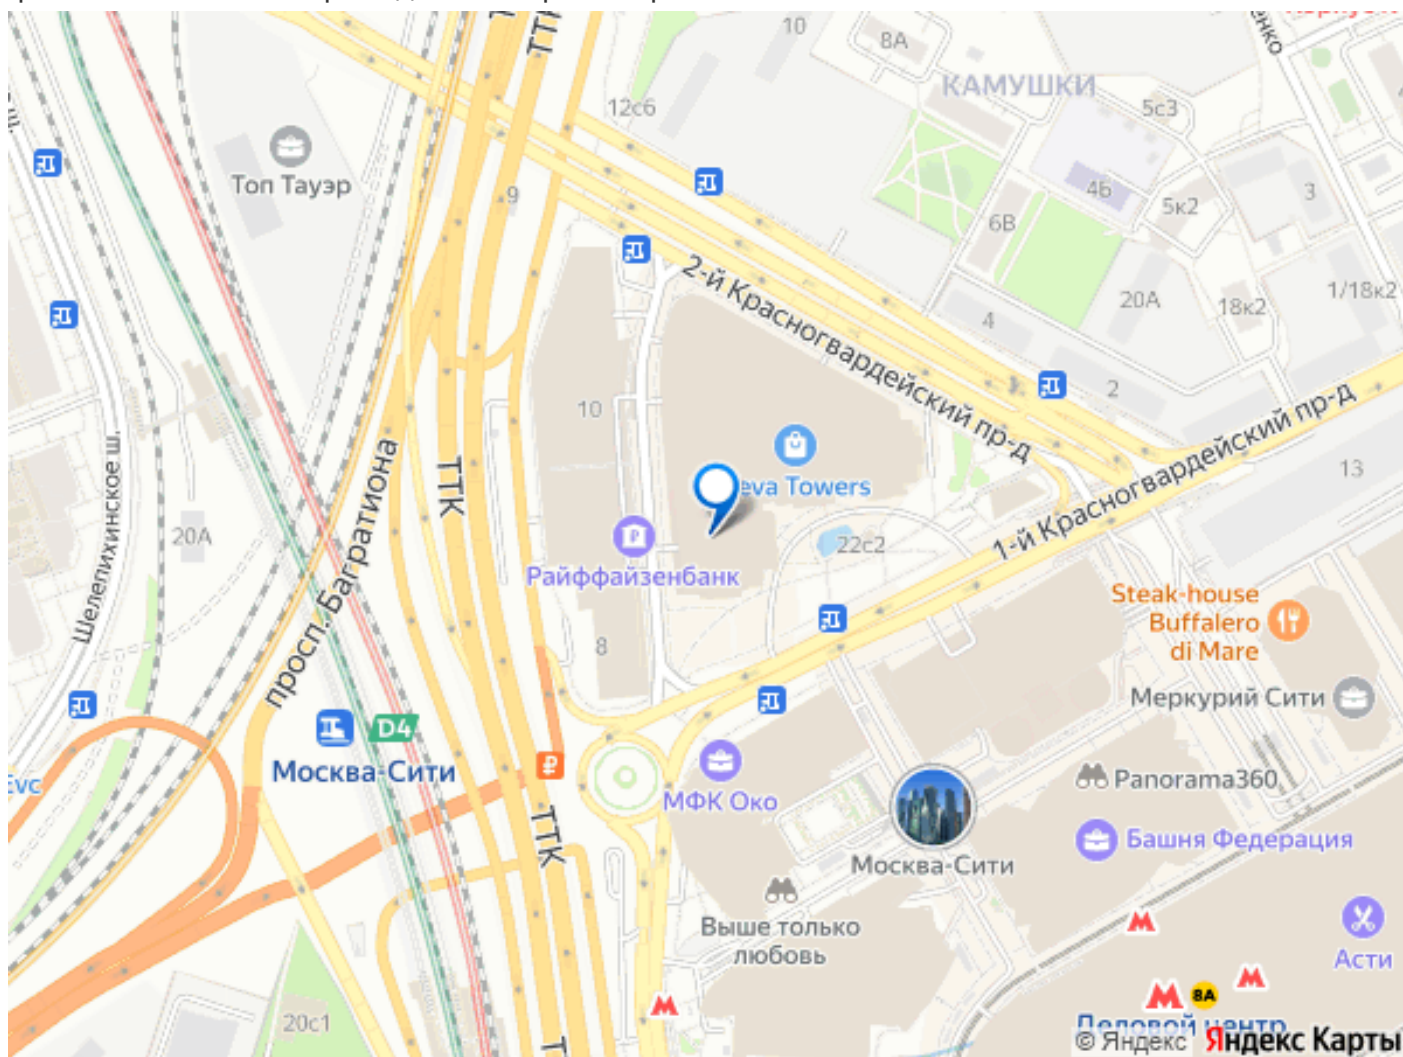 10
8А
КАМУШКИ
ТТК
12с6
5с3
Топ Тауэр
9
4Б
5к2
3
6В
2-й Красногвардейский пр-д
20А
18к2
1/18к2
4
2
10
1-й Красногвардейский пр-д
13
просп. Багратиона
ТТК
Шелепихинское ш.
20А
eva Towers
22с2
Райффайзенбанк
8
Steak-house
Buffalero
di Mare
Меркурий Сити
D4
Москва-Сити
МФК Око
Panorama360
Башня Федерация
Москва-Сити
ТТК
Выше только
любовь
Асти
8А
Деловой центр
20с1
© Яндекс Яндекс Карты